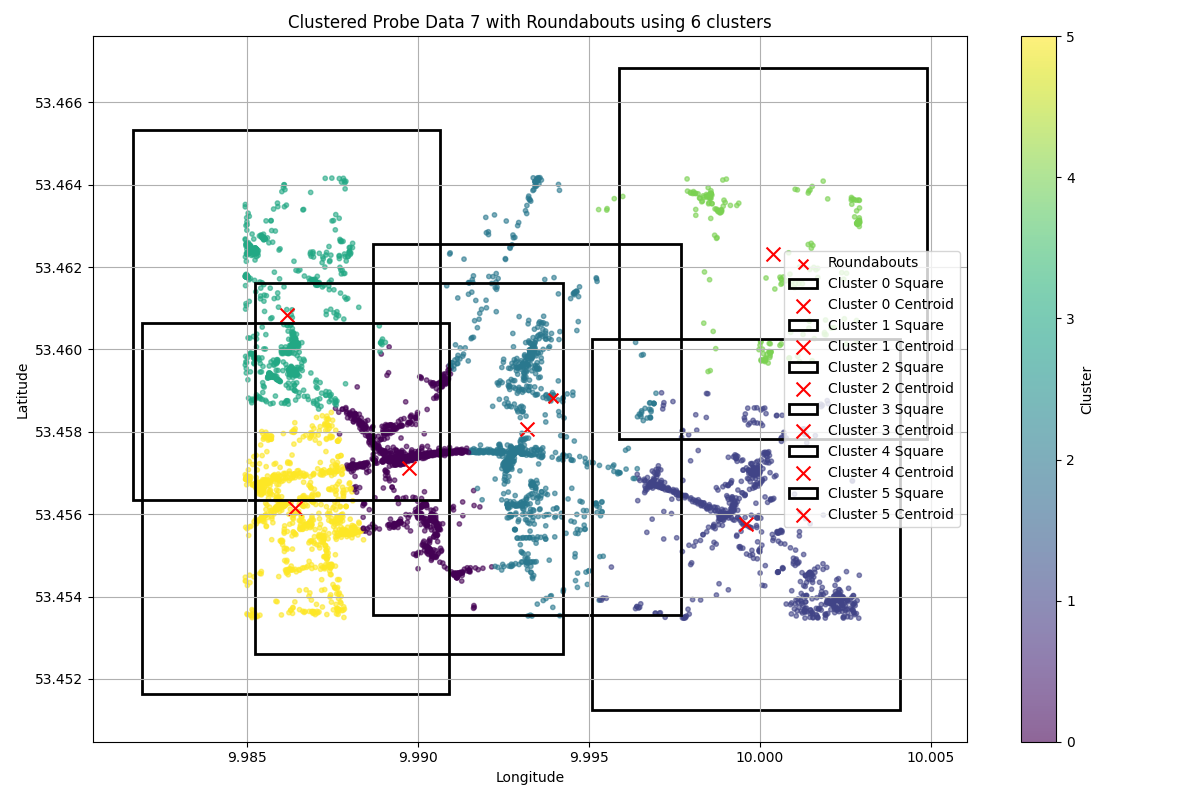 Clustered Probe Data 7 with Roundabouts using 6 clusters
53.466
53.464
53.462
53.460
53.458
53.456
53.454
53.452
Latitude
9.985
9.990
9.995
10.000
10.005
Longitude
Roundabouts
Cluster 0 Square
Cluster 0 Centroid
Cluster 1 Square
Cluster 1 Centroid
Cluster 2 Square
Cluster 2 Centroid
Cluster 3 Square
Cluster 3 Centroid
Cluster 4 Square
Cluster 4 Centroid
Cluster 5 Square
Cluster 5 Centroid
5
4
3
2
1
0
Cluster